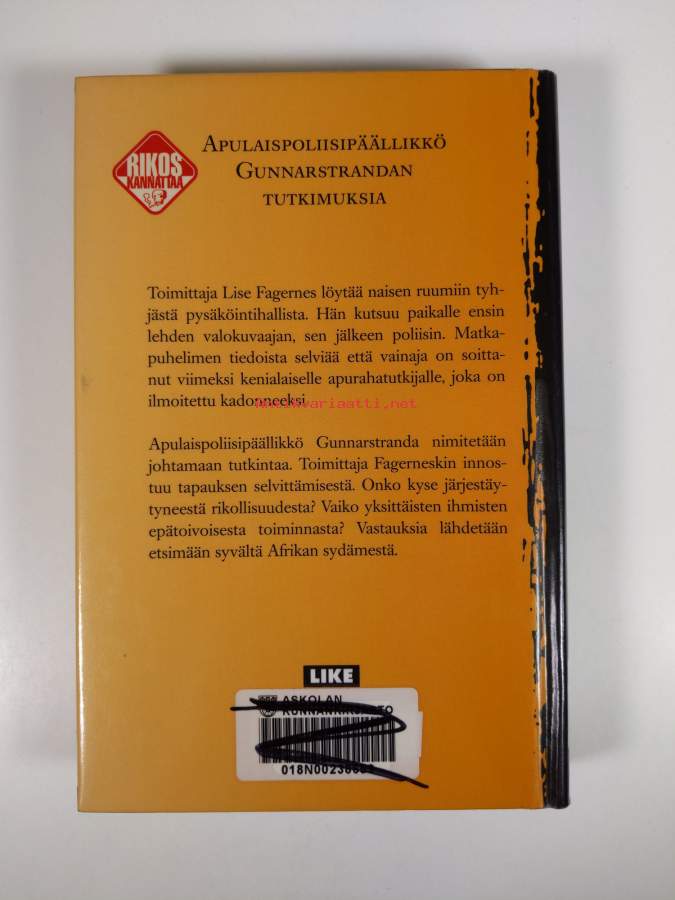 RIKOS
KANNATTAA
APULAISPOLIISIPÄÄLLIKKÖ
GUNNARSTRANDAN
TUTKIMUKSIA
Toimittaja Lise Fagernes löytää naisen ruumiin tyh-
jästä pysäköintihallista. Hän kutsuu paikalle ensin
lehden valokuvaajan, sen jälkeen poliisin. Matka-
puhelimen tiedoista selviää että vainaja on soitta-
nut viimeksi kenialaiselle apurahatutkijalle, joka on
ilmoitettu kadonneeksi.
Apulaispoliisipäällikkö Gunnarstranda nimitetään
johtamaan tutkintaa. Toimittaja Fagerneskin innos-
tuu tapauksen selvittämisestä. Onko kyse järjestäy-
tyneestä rikollisuudesta? Vaiko yksittäisten ihmisten
epätoivoisesta toiminnasta? Vastauksia lähdetään
etsimään syvältä Afrikan sydämestä.
LIKE
ASKOLAN